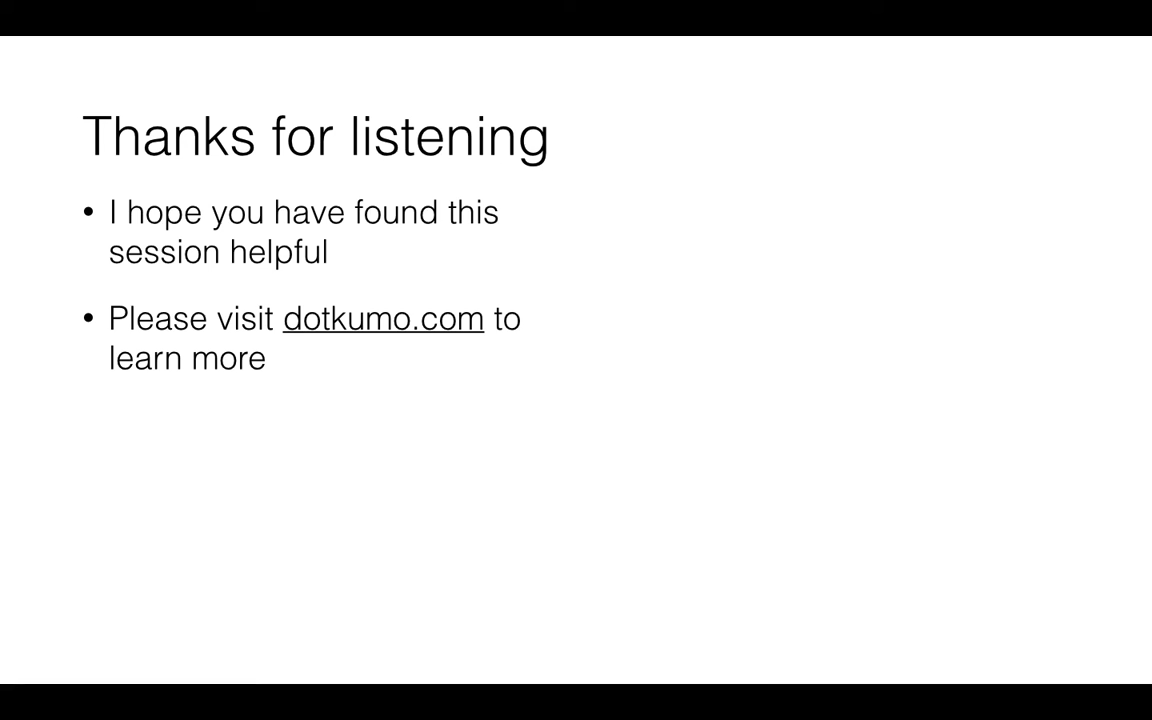 Thanks for listening
• I hope you have found this
session helpful
• Please visit dotkumo.com to
learn more